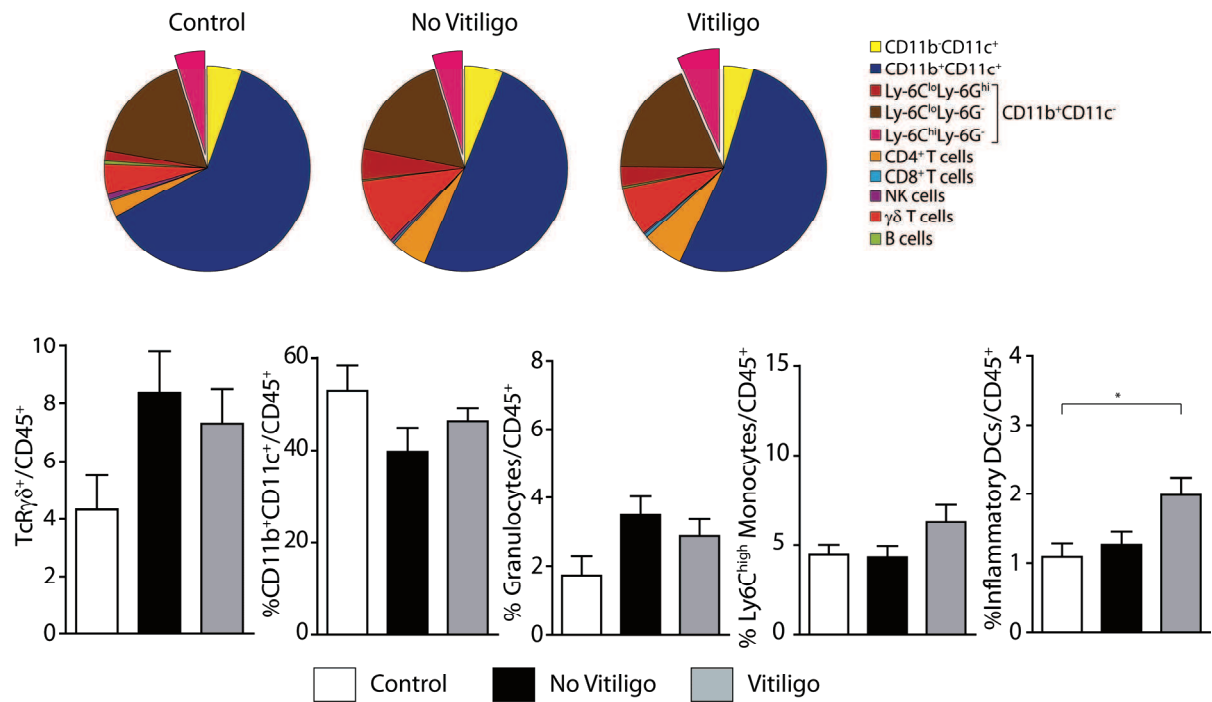 Control
No Vitiligo
Vitiligo
CD11b⁻CD11c⁺
CD11b⁺CD11c⁺
Ly-6CˡᵒLy-6Gʰⁱ
Ly-6CˡᵒLy-6G⁻
Ly-6CʰⁱLy-6G⁻
CD11b⁺CD11c⁻
CD4⁺ T cells
CD8⁺ T cells
NK cells
γδ T cells
B cells
TcRγδ⁺/CD45⁺
10
8
6
4
2
0
%CD11b⁺CD11c⁺/CD45⁺
60
40
20
0
% Granulocytes/CD45⁺
8
6
4
2
0
% Ly6Cʰⁱᵍʰ Monocytes/CD45⁺
15
10
5
0
%Inflammatory DCs/CD45⁺
4
3
2
1
0
*
Control
No Vitiligo
Vitiligo